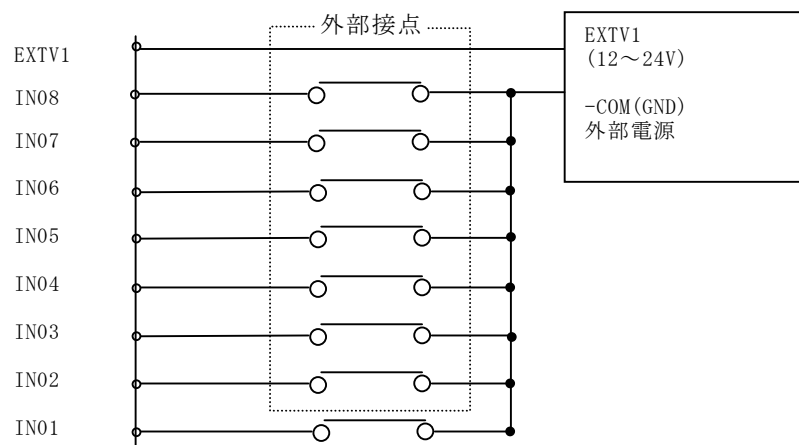 外部接点
EXTV1
EXTV1
(12～24V)
IN08
-COM(GND)
外部電源
IN07
IN06
IN05
IN04
IN03
IN02
IN01